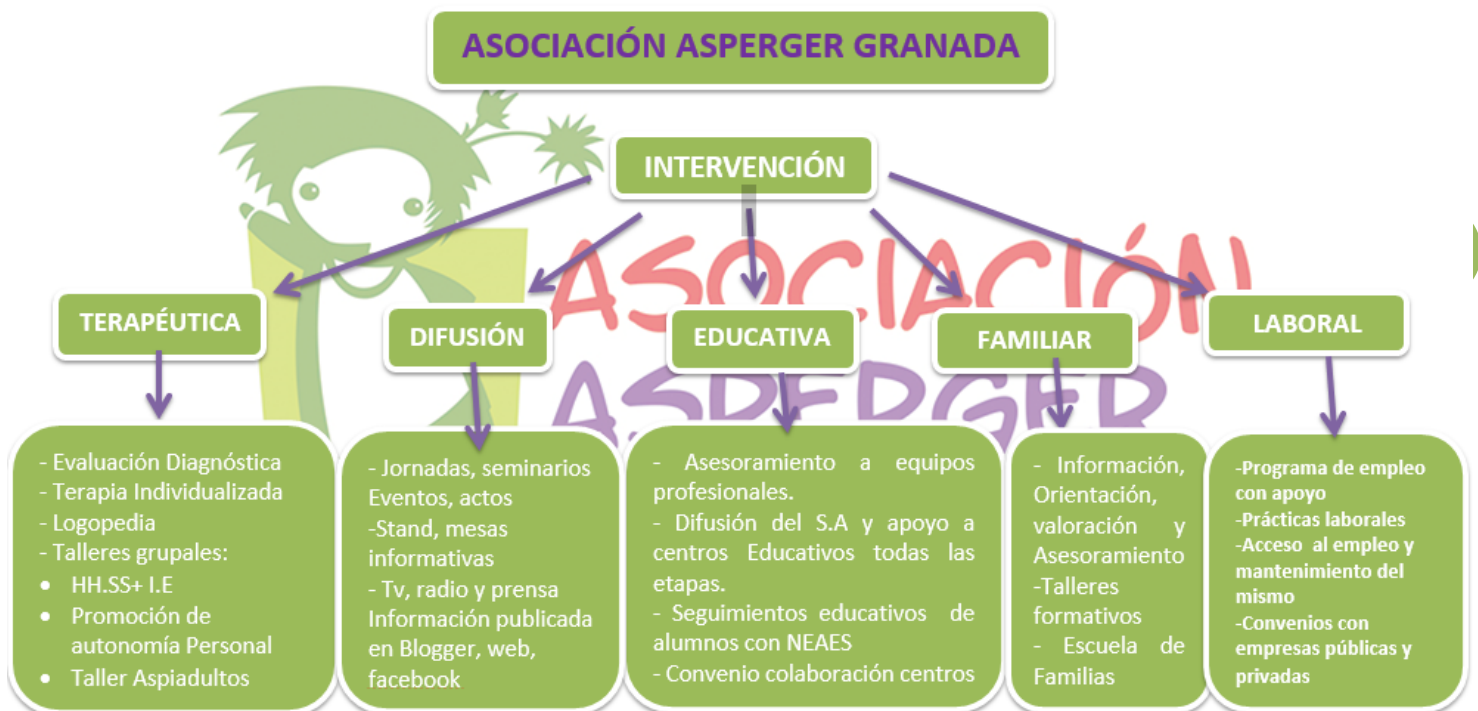 ASOCIACIÓN ASPERGER GRANADA
INTERVENCIÓN
ASOCIACIÓN
ASPERGER
TERAPÉUTICA
- Evaluación Diagnóstica
- Terapia Individualizada
- Logopedia
- Talleres grupales:
• HH.SS+ I.E
• Promoción de
autonomía Personal
• Taller Aspiadultos
DIFUSIÓN
- Jornadas, seminarios
Eventos, actos
-Stand, mesas
informativas
- Tv, radio y prensa
Información publicada
en Blogger, web,
facebook
EDUCATIVA
- Asesoramiento a equipos
profesionales.
- Difusión del S.A y apoyo a
centros Educativos todas las
etapas.
- Seguimientos educativos de
alumnos con NEAES
- Convenio colaboración centros
FAMILIAR
- Información,
Orientación,
valoración y
Asesoramiento
-Talleres
formativos
- Escuela de
Familias
LABORAL
-Programa de empleo
con apoyo
-Prácticas laborales
-Acceso al empleo y
mantenimiento del
mismo
-Convenios con
empresas públicas y
privadas